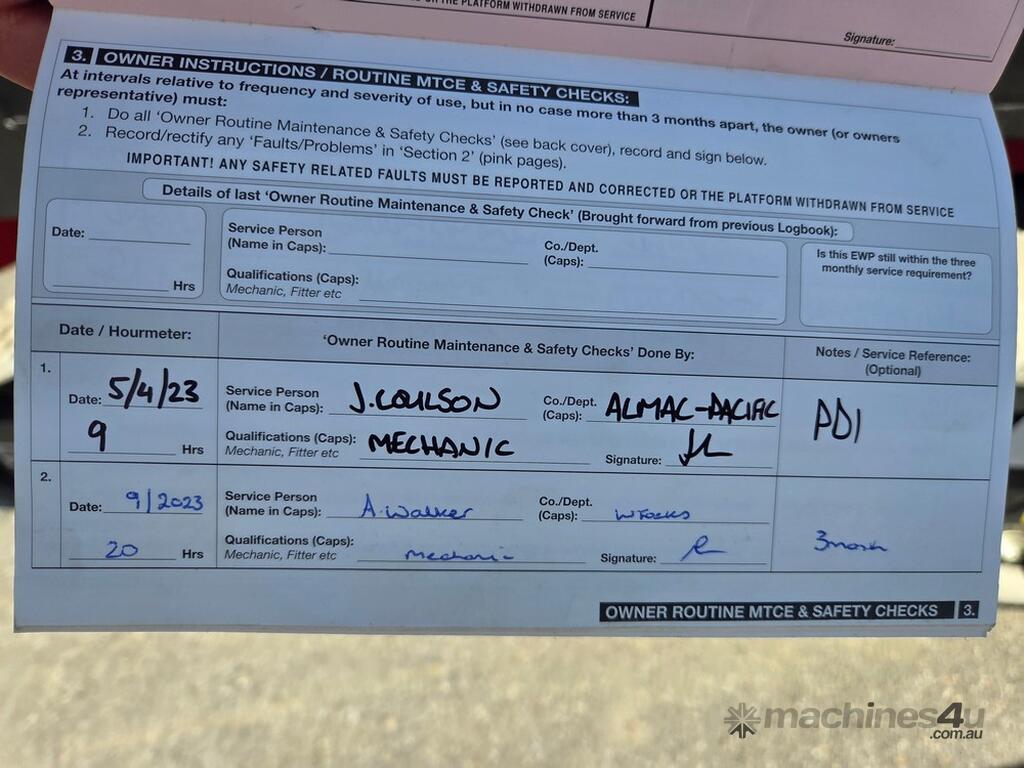 OR THE PLATFORM WITHDRAWN FROM SERVICE
Signature:
3. OWNER INSTRUCTIONS / ROUTINE MTCE & SAFETY CHECKS:
At intervals relative to frequency and severity of use, but in no case more than 3 months apart, the owner (or owners
representative) must:
1. Do all 'Owner Routine Maintenance & Safety Checks' (see back cover), record and sign below.
2. Record/rectify any 'Faults/Problems' in 'Section 2' (pink pages).
IMPORTANT! ANY SAFETY RELATED FAULTS MUST BE REPORTED AND CORRECTED OR THE PLATFORM WITHDRAWN FROM SERVICE
Details of last 'Owner Routine Maintenance & Safety Check' (Brought forward from previous Logbook):
Date:
Hrs
Service Person
(Name in Caps):
Co./Dept.
(Caps):
Qualifications (Caps):
Mechanic, Fitter etc
Is this EWP still within the three
monthly service requirement?
Date / Hourmeter:
'Owner Routine Maintenance & Safety Checks' Done By:
Notes / Service Reference:
(Optional)
1.
Date: 5/4/23
9 Hrs
Service Person
(Name in Caps): J. COULSON
Co./Dept.
(Caps): ALMAC-PACIFIC
Qualifications (Caps): MECHANIC
Mechanic, Fitter etc
Signature:
PDI
2.
Date: 9/2023
20 Hrs
Service Person
(Name in Caps): A. Walker
Co./Dept.
(Caps):
Qualifications (Caps):
Mechanic, Fitter etc Mechanic
Signature:
3 month
OWNER ROUTINE MTCE & SAFETY CHECKS 3.
machines4u
.com.au